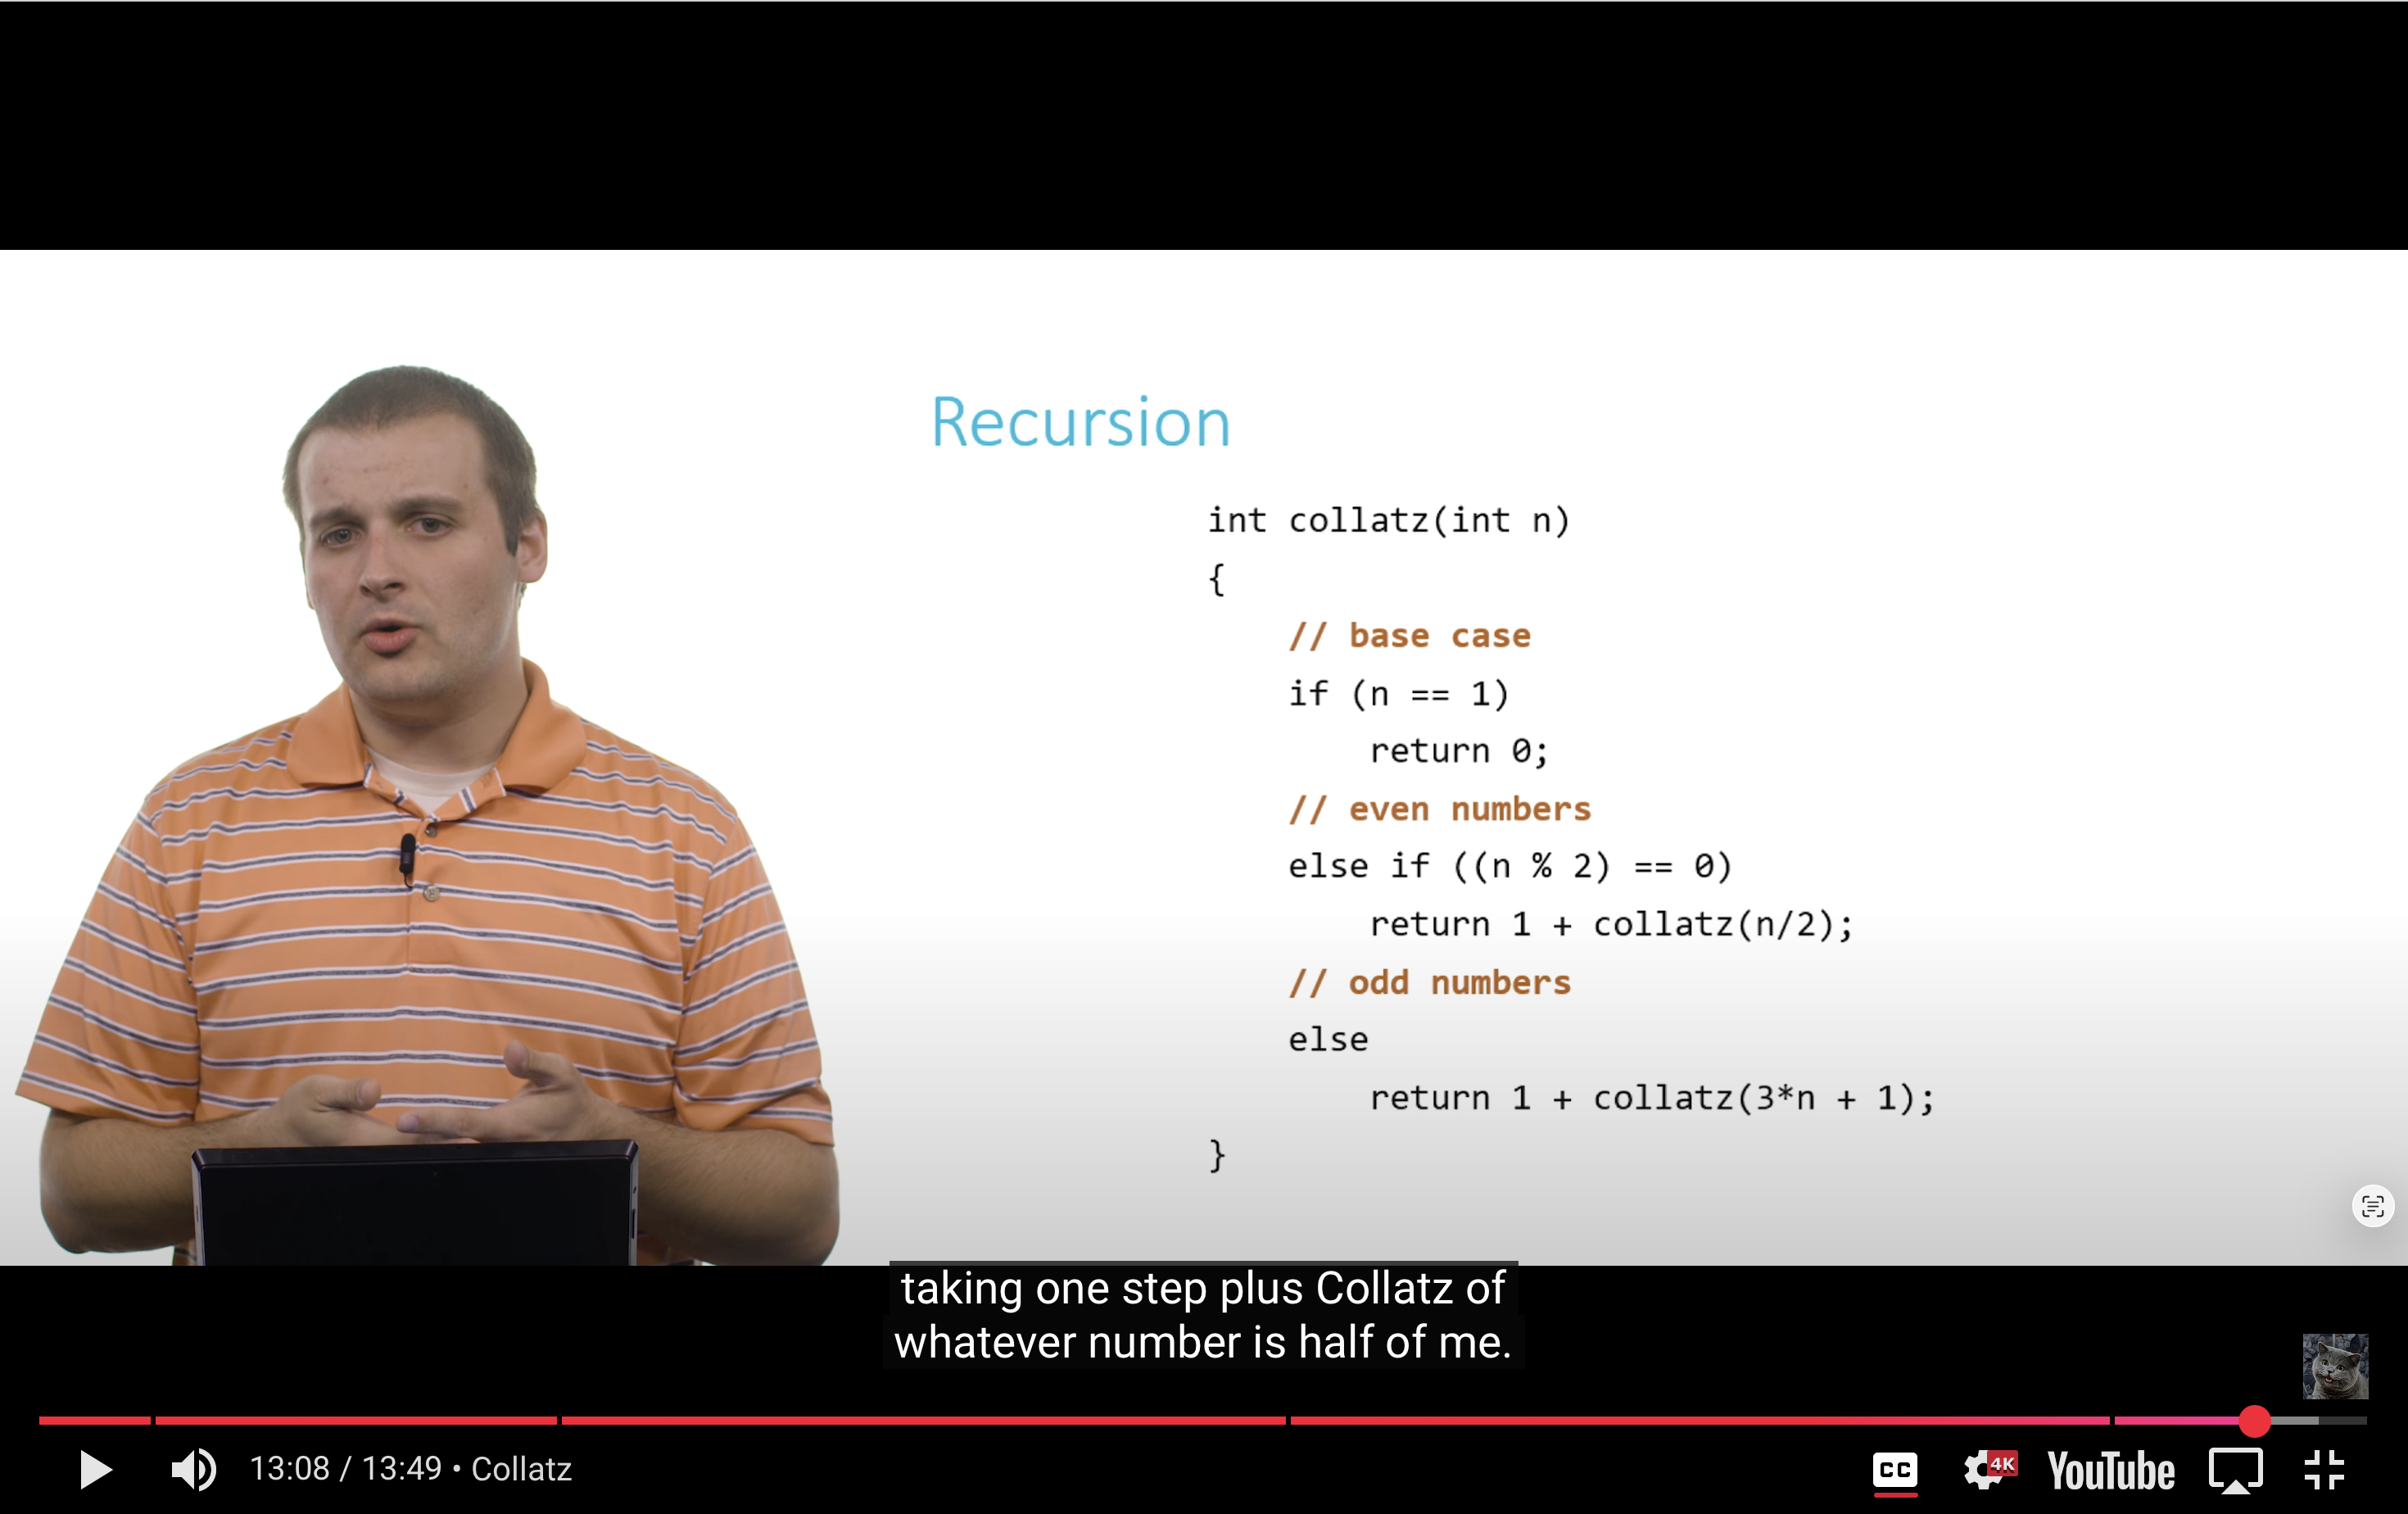 Recursion
int collatz(int n)
{
// base case
if (n == 1)
return 0;
// even numbers
else if ((n % 2) == 0)
return 1 + collatz(n/2);
// odd numbers
else
return 1 + collatz(3*n + 1);
}
taking one step plus Collatz of
whatever number is half of me.
13:08 / 13:49 • Collatz
CC
4K
YouTube